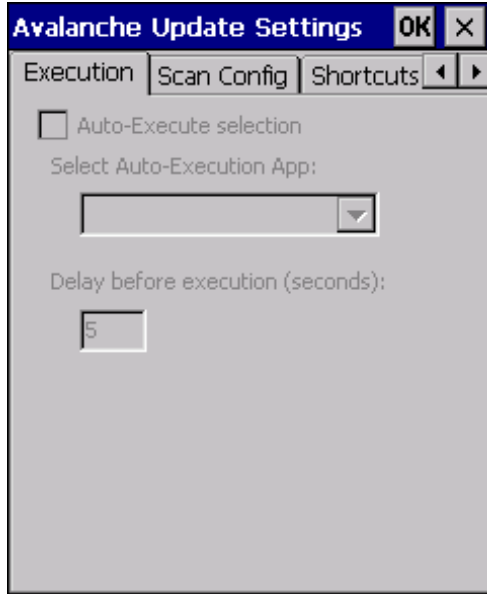 Avalanche Update Settings OK
Execution Scan Config Shortcuts
Auto-Execute selection
Select Auto-Execution App:
Delay before execution (seconds):
5